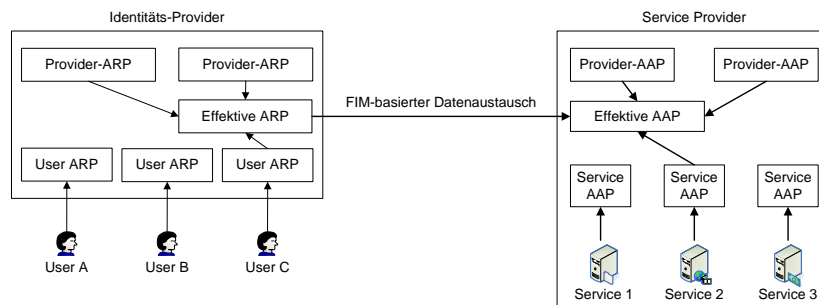 Identitäts-Provider
Service Provider
Provider-ARP
Provider-ARP
Provider-AAP
Provider-AAP
FIM-basierter Datenaustausch
Effektive ARP
Effektive AAP
User ARP
User ARP
User ARP
Service
AAP
Service
AAP
Service
AAP
User A
User B
User C
Service 1
Service 2
Service 3